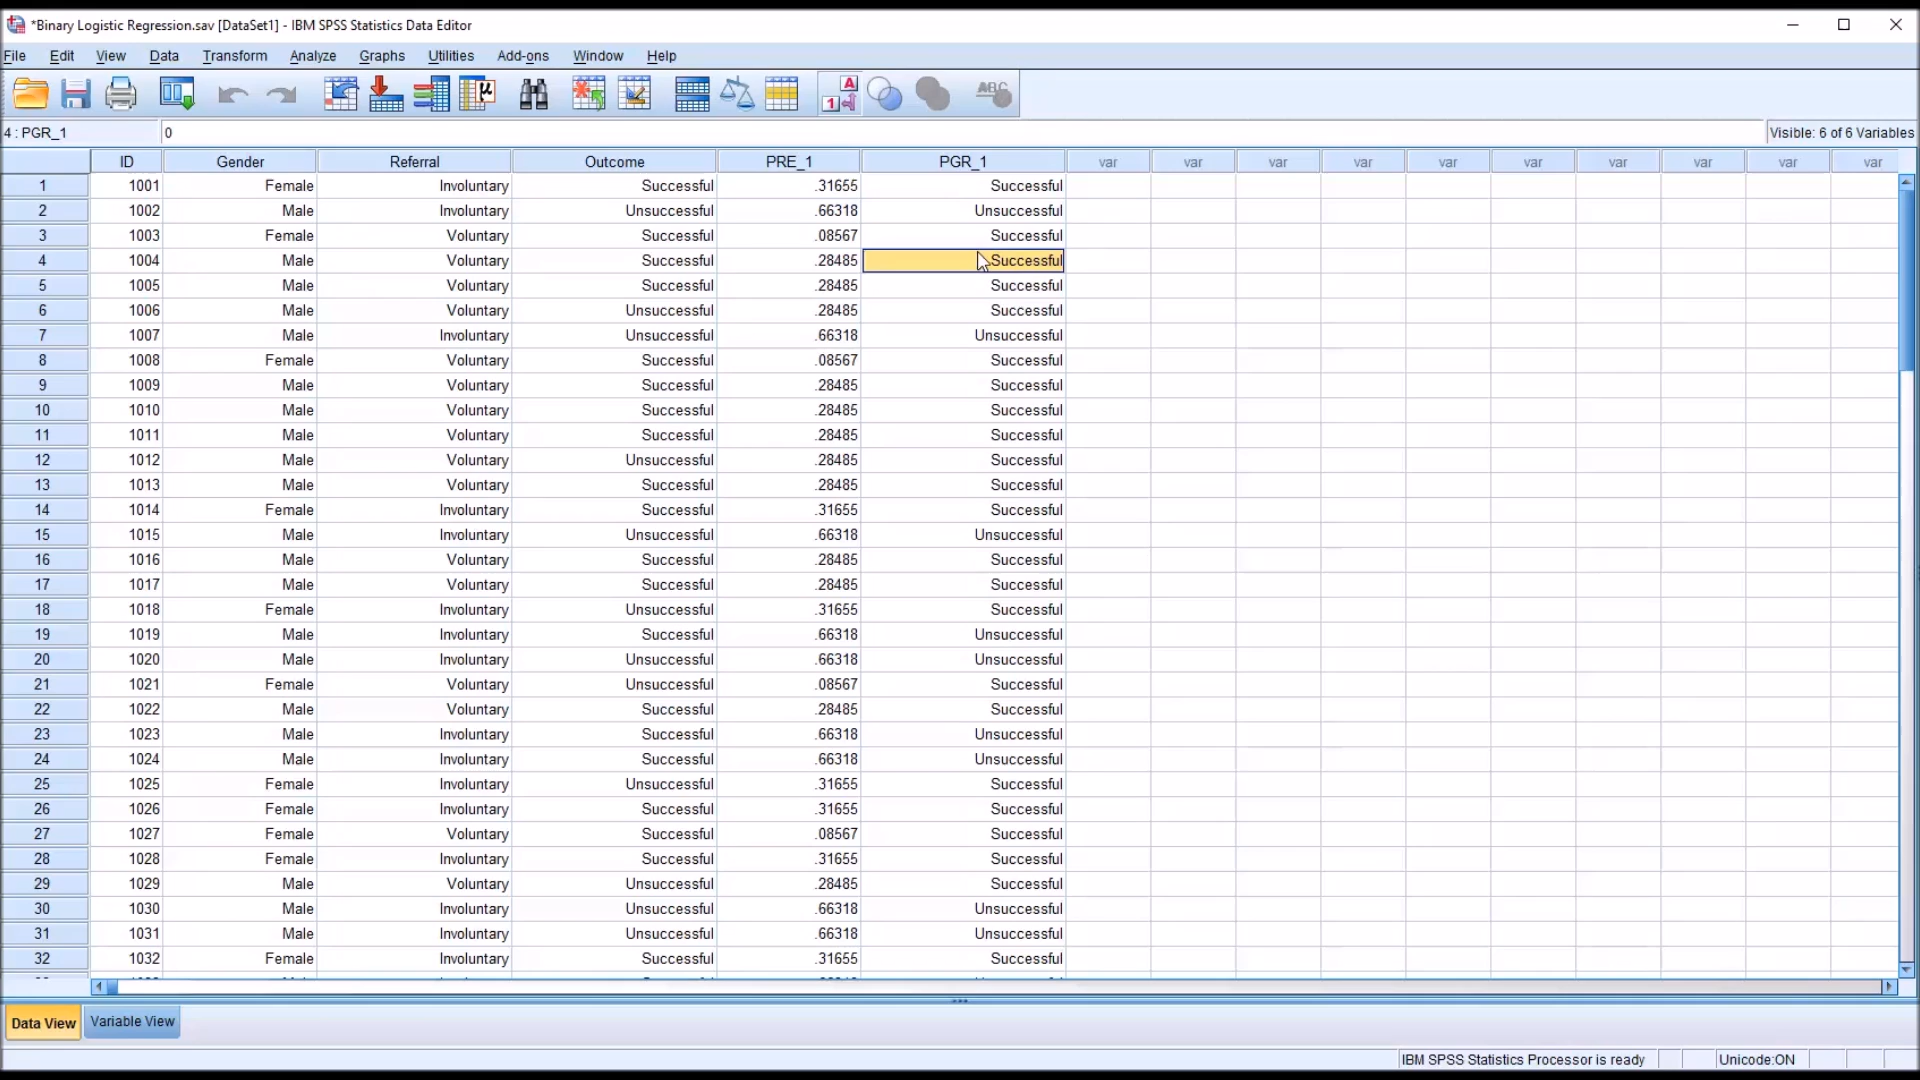 *Binary Logistic Regression.sav [DataSet1] - IBM SPSS Statistics Data Editor
File Edit View Data Transform Analyze Graphs Utilities Add-ons Window Help
4 : PGR_1 0 Visible: 6 of 6 Variables
ID Gender Referral Outcome PRE_1 PGR_1 var var var var var var var var var var
1 1001 Female Involuntary Successful .31655 Successful
2 1002 Male Involuntary Unsuccessful .66318 Unsuccessful
3 1003 Female Voluntary Successful .08567 Successful
4 1004 Male Voluntary Successful .28485 Successful
5 1005 Male Voluntary Successful .28485 Successful
6 1006 Male Voluntary Unsuccessful .28485 Successful
7 1007 Male Involuntary Unsuccessful .66318 Unsuccessful
8 1008 Female Voluntary Successful .08567 Successful
9 1009 Male Voluntary Successful .28485 Successful
10 1010 Male Voluntary Successful .28485 Successful
11 1011 Male Voluntary Successful .28485 Successful
12 1012 Male Voluntary Unsuccessful .28485 Successful
13 1013 Male Voluntary Successful .28485 Successful
14 1014 Female Involuntary Successful .31655 Successful
15 1015 Male Involuntary Unsuccessful .66318 Unsuccessful
16 1016 Male Voluntary Successful .28485 Successful
17 1017 Male Voluntary Successful .28485 Successful
18 1018 Female Involuntary Unsuccessful .31655 Successful
19 1019 Male Involuntary Successful .66318 Unsuccessful
20 1020 Male Involuntary Unsuccessful .66318 Unsuccessful
21 1021 Female Voluntary Unsuccessful .08567 Successful
22 1022 Male Voluntary Successful .28485 Successful
23 1023 Male Involuntary Successful .66318 Unsuccessful
24 1024 Male Involuntary Successful .66318 Unsuccessful
25 1025 Female Involuntary Unsuccessful .31655 Successful
26 1026 Female Involuntary Successful .31655 Successful
27 1027 Female Voluntary Successful .08567 Successful
28 1028 Female Involuntary Successful .31655 Successful
29 1029 Male Voluntary Unsuccessful .28485 Successful
30 1030 Male Involuntary Unsuccessful .66318 Unsuccessful
31 1031 Male Involuntary Unsuccessful .66318 Unsuccessful
32 1032 Female Involuntary Successful .31655 Successful
Data View Variable View
IBM SPSS Statistics Processor is ready Unicode:ON